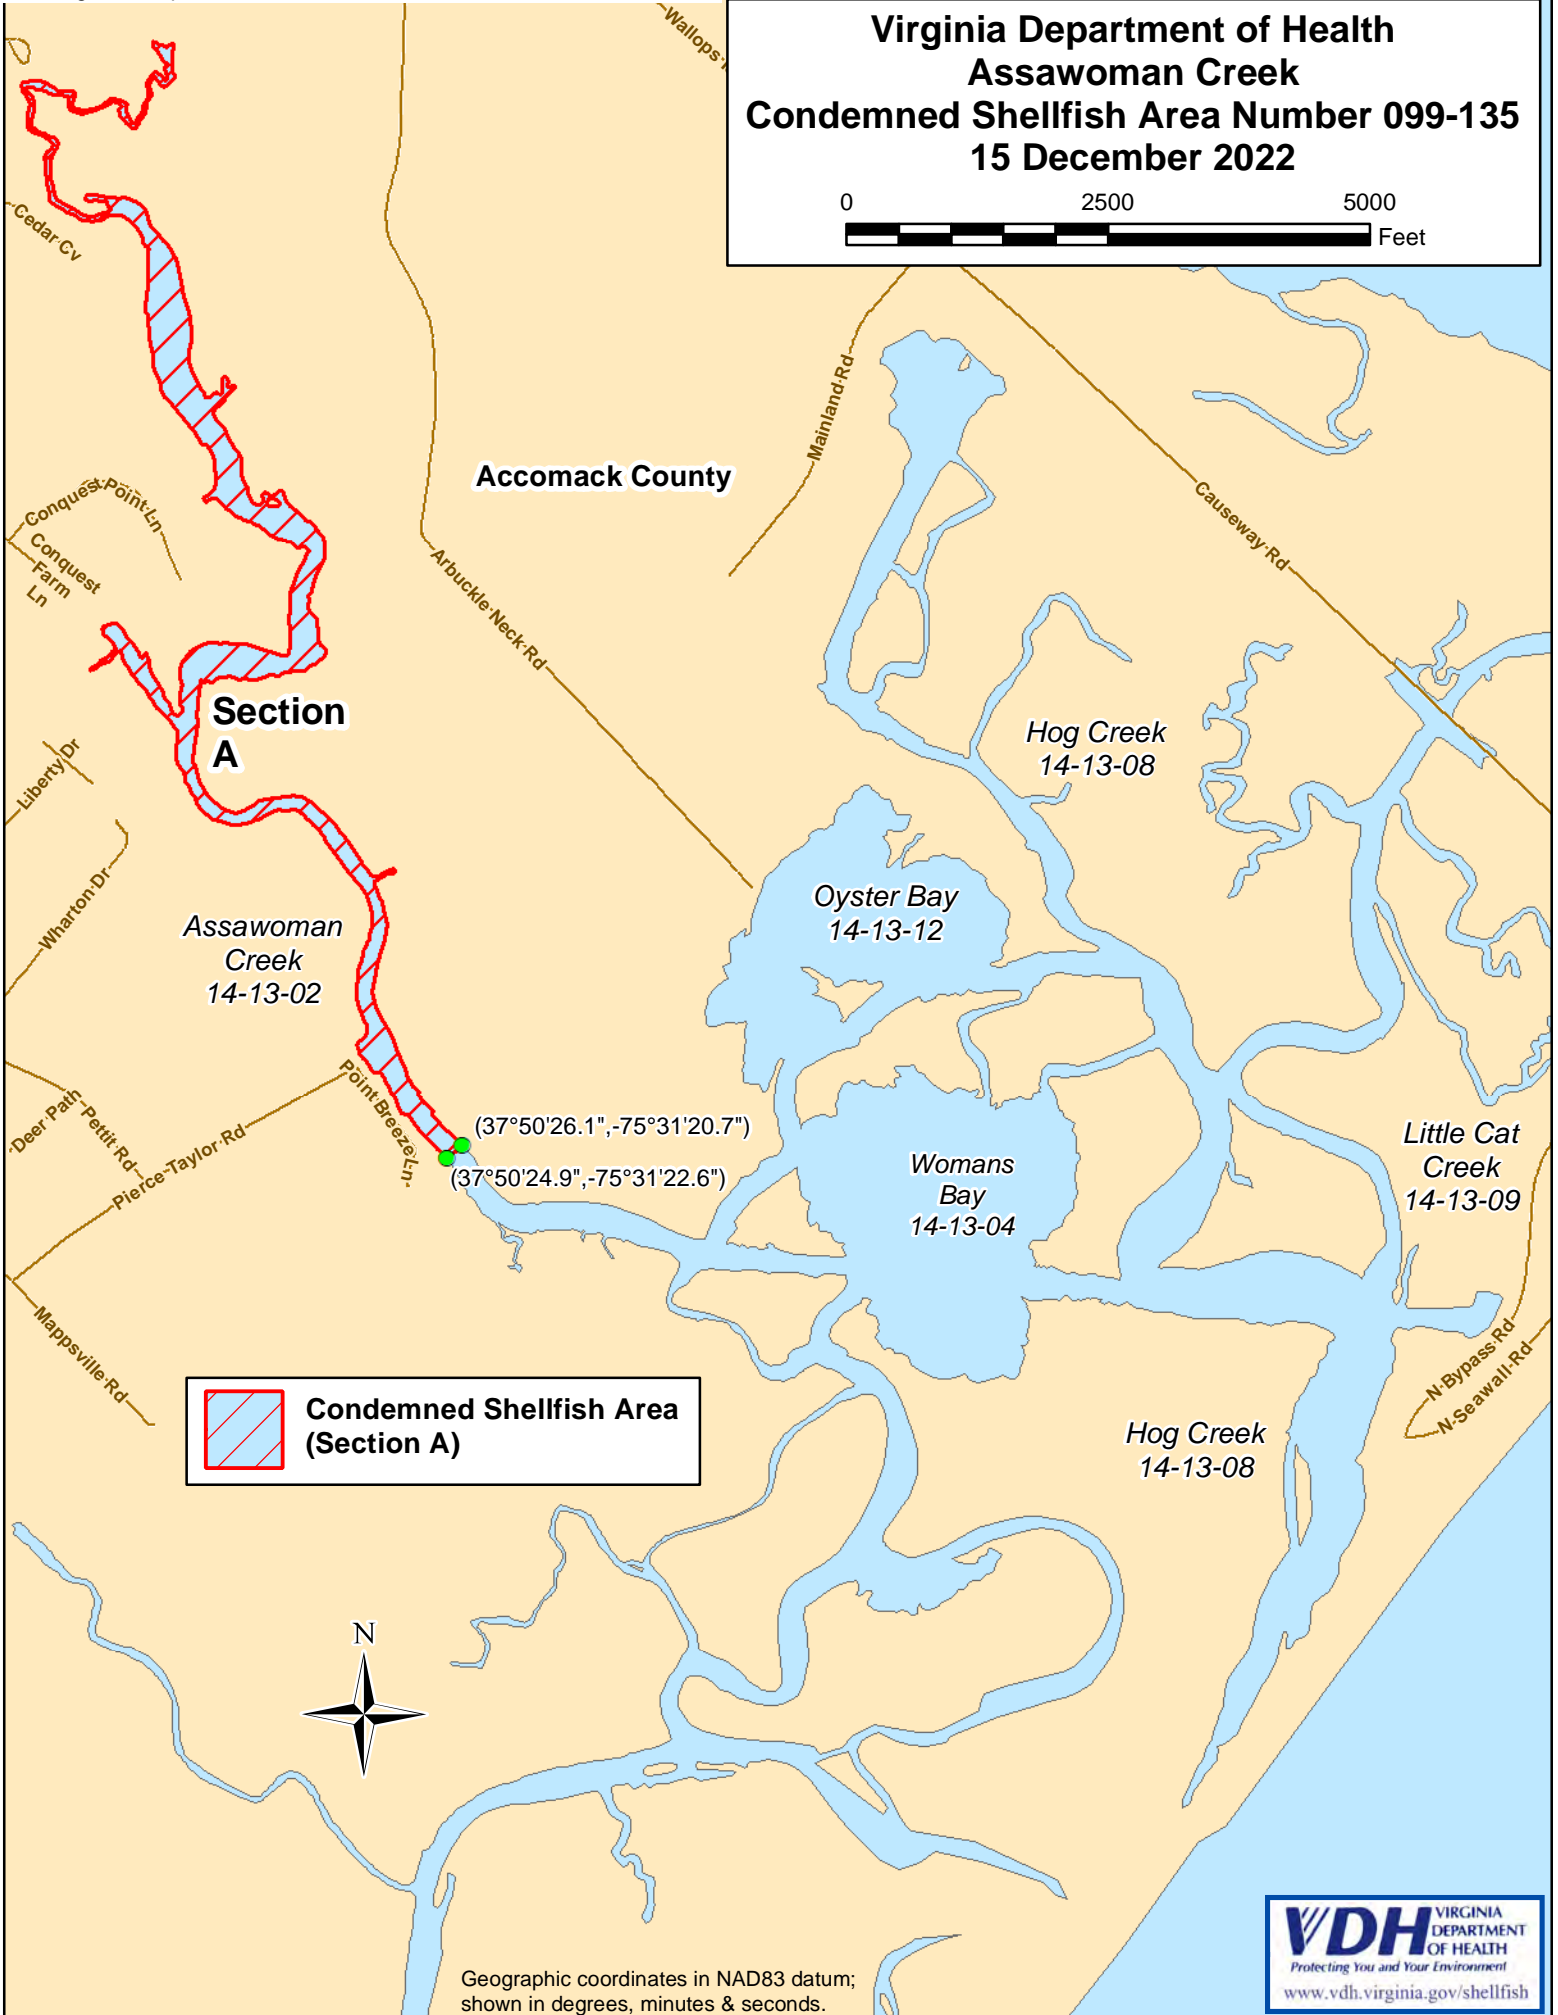 Virginia Department of Health
Assawoman Creek
Condemned Shellfish Area Number 099-135
15 December 2022
0 2500 5000
Feet
Cedar Cv
Mainland Rd
Accomack County
Causeway Rd
Conquest Point Ln
Conquest
Farm
Ln
Arbuckle Neck Rd
Section
A
Hog Creek
14-13-08
Liberty Dr
Wharton Dr
Oyster Bay
14-13-12
Assawoman
Creek
14-13-02
Deer Path
Pettit Rd
Pierce Taylor Rd
Point Breeze Ln
(37°50'26.1",-75°31'20.7")
(37°50'24.9",-75°31'22.6")
Womans
Bay
14-13-04
Little Cat
Creek
14-13-09
Mappsville Rd
N Bypass Rd
N Seawall Rd
Condemned Shellfish Area
(Section A)
Hog Creek
14-13-08
N
Geographic coordinates in NAD83 datum;
shown in degrees, minutes & seconds.
VDH VIRGINIA
DEPARTMENT
OF HEALTH
Protecting You and Your Environment
www.vdh.virginia.gov/shellfish
Wallops